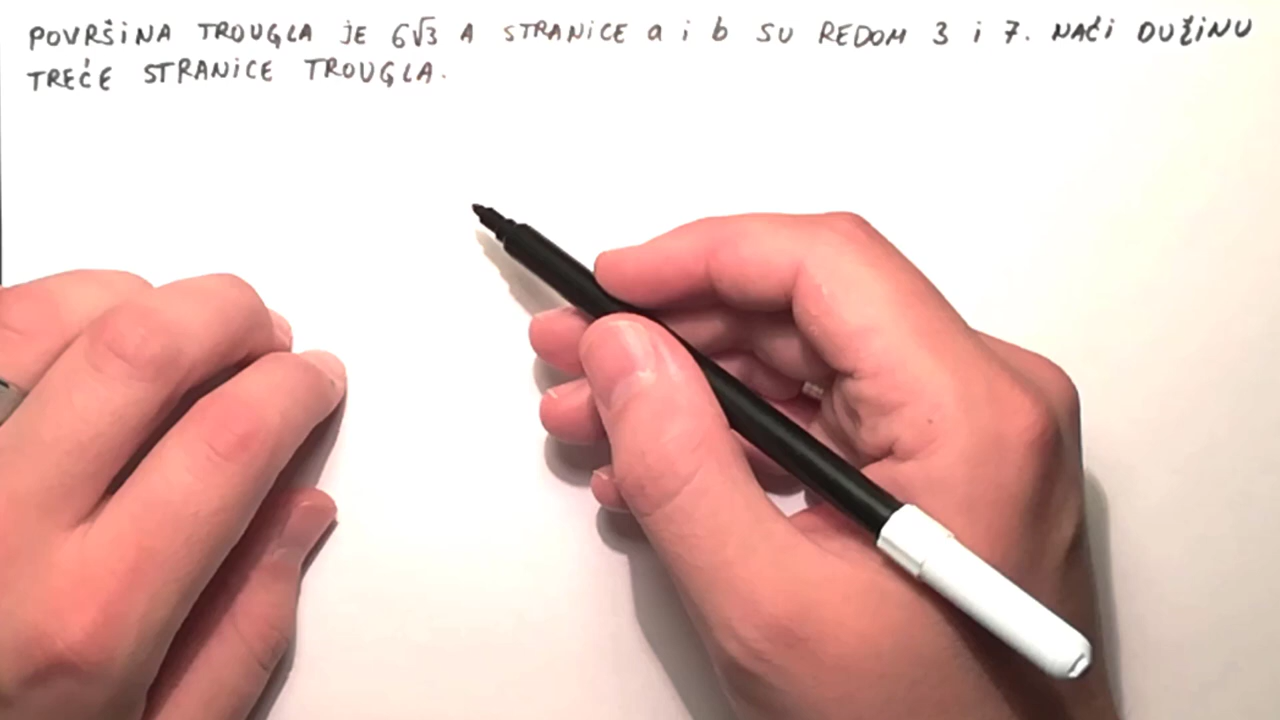 POVRŠINA TROUGLA JE 6√3 A STRANICE a i b SU REDOM 3 i 7. NAĆI DUŽINU
TREĆE STRANICE TROUGLA.